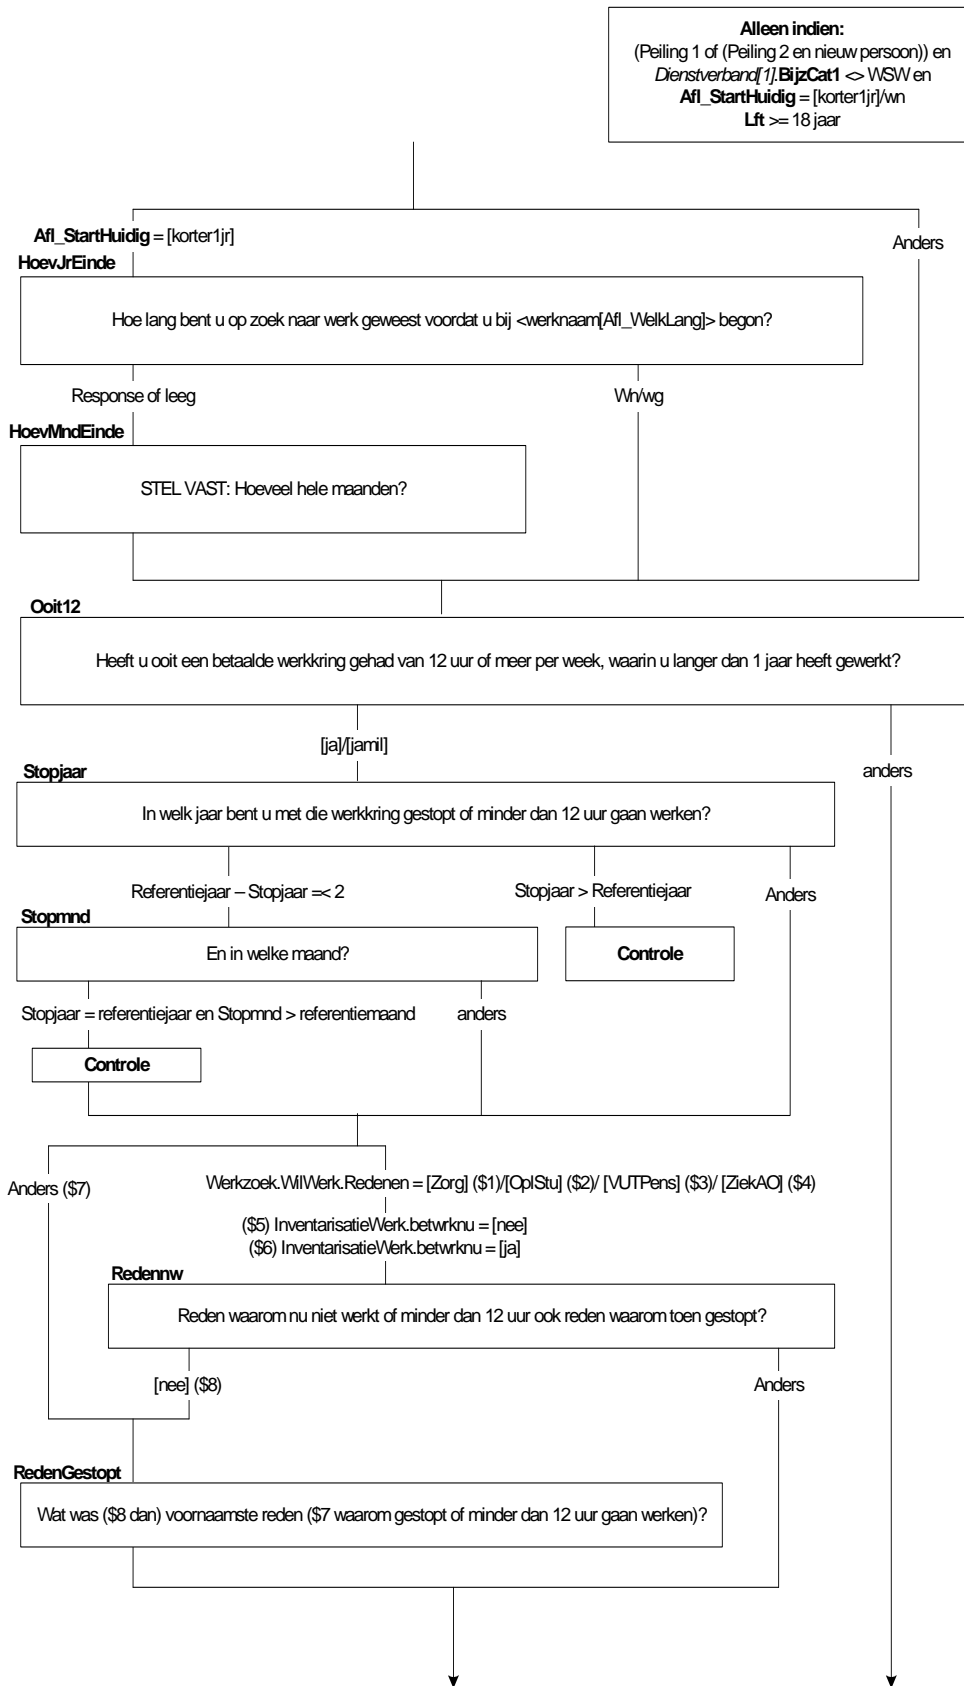 Alleen indien:
(Peiling 1 of (Peiling 2 en nieuw persoon)) en
Dienstverband[1].BijzCat1 <> WSW en
Afl_StartHuidig = [korter1jr]/wn
Lft >= 18 jaar
Afl_StartHuidig = [korter1jr]
Anders
HoevJrEinde
Hoe lang bent u op zoek naar werk geweest voordat u bij <werknaam[Afl_WelkLang]> begon?
Response of leeg
Wn/wg
HoevMndEinde
STEL VAST: Hoeveel hele maanden?
Ooit12
Heeft u ooit een betaalde werkkring gehad van 12 uur of meer per week, waarin u langer dan 1 jaar heeft gewerkt?
[ja]/[jamil]
anders
Stopjaar
In welk jaar bent u met die werkkring gestopt of minder dan 12 uur gaan werken?
Referentiejaar – Stopjaar =< 2
Stopjaar > Referentiejaar
Anders
Stopmnd
En in welke maand?
Controle
Stopjaar = referentiejaar en Stopmnd > referentiemaand
anders
Controle
Anders ($7)
Werkzoek.WilWerk.Redenen = [Zorg] ($1)/[OplStu] ($2)/ [VUTPens] ($3)/ [ZiekAO] ($4)
($5) InventarisatieWerk.betwrknu = [nee]
($6) InventarisatieWerk.betwrknu = [ja]
Redennw
Reden waarom nu niet werkt of minder dan 12 uur ook reden waarom toen gestopt?
[nee] ($8)
Anders
RedenGestopt
Wat was ($8 dan) voornaamste reden ($7 waarom gestopt of minder dan 12 uur gaan werken)?